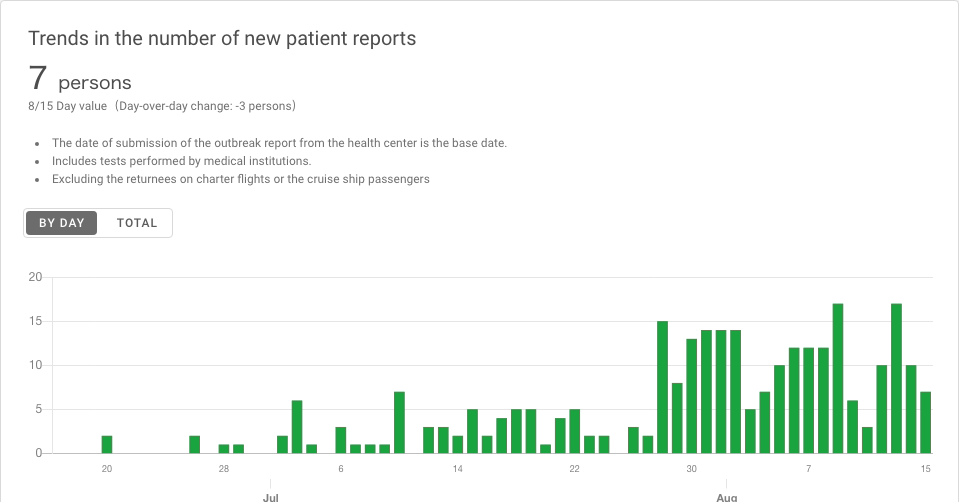 Trends in the number of new patient reports
7 persons
8/15 Day value（Day-over-day change: -3 persons）
The date of submission of the outbreak report from the health center is the base date.
Includes tests performed by medical institutions.
Excluding the returnees on charter flights or the cruise ship passengers
BY DAY TOTAL
20
15
10
5
0
20 28 6 14 22 30 7 15
Jul Aug